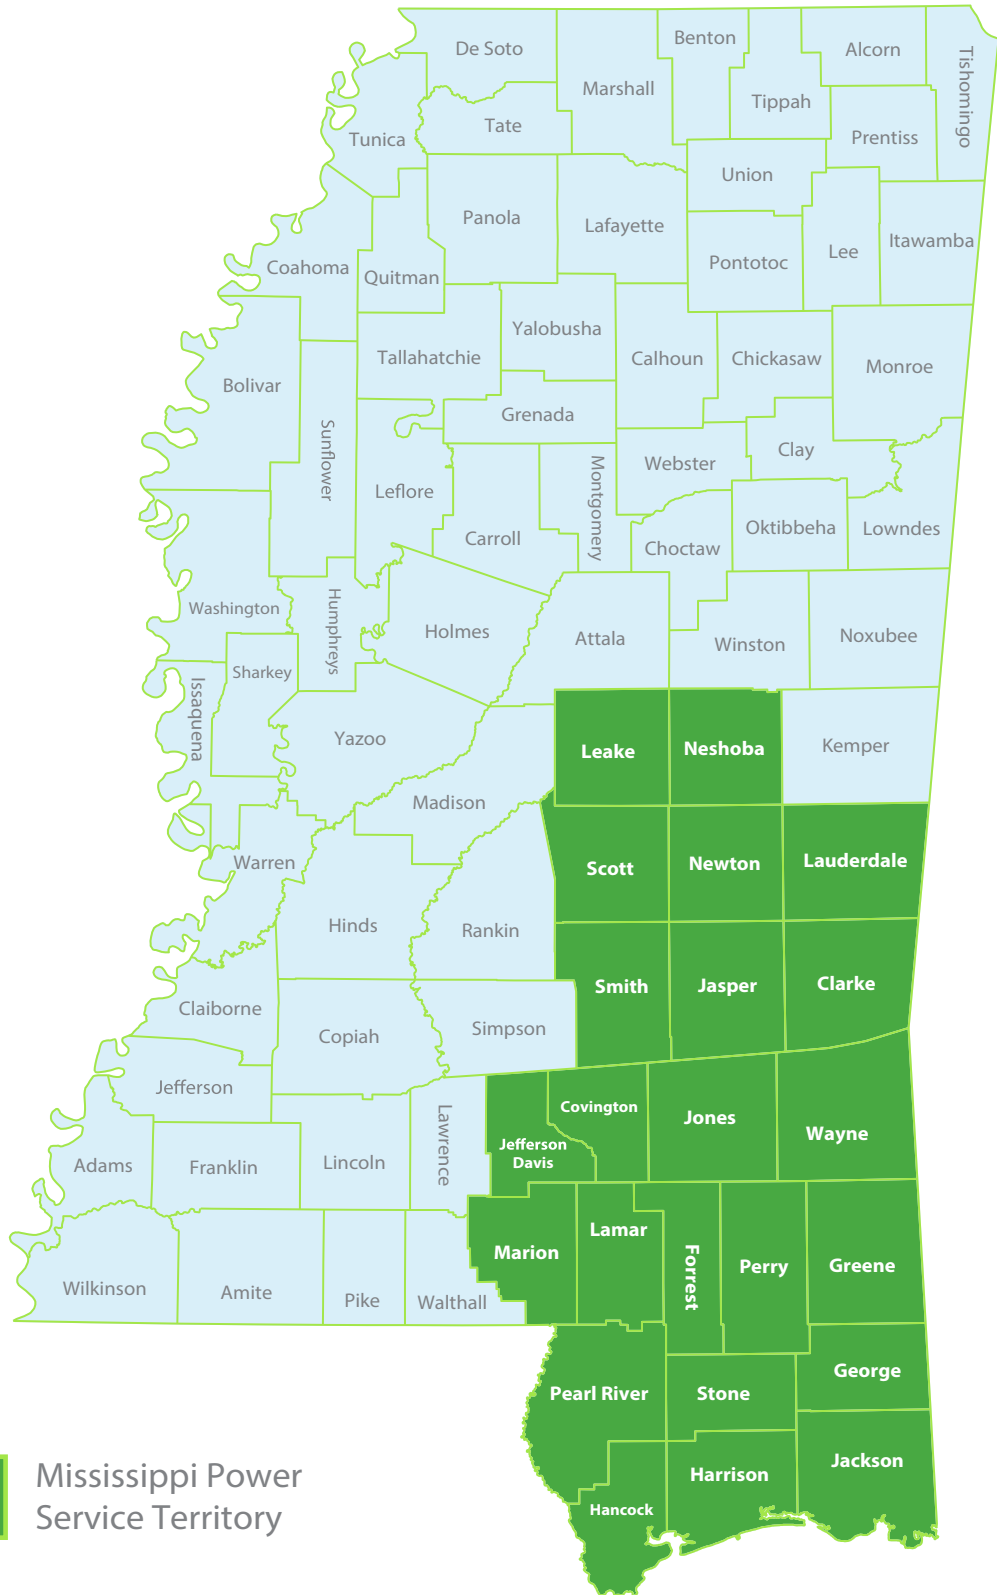 De Soto
Benton
Alcorn
Tishomingo
Marshall
Tippah
Tate
Tunica
Prentiss
Union
Panola
Lafayette
Coahoma
Quitman
Pontotoc
Lee
Itawamba
Yalobusha
Tallahatchie
Calhoun
Chickasaw
Monroe
Bolivar
Grenada
Sunflower
Leflore
Montgomery
Webster
Clay
Carroll
Choctaw
Oktibbeha
Lowndes
Washington
Humphreys
Holmes
Attala
Winston
Noxubee
Sharkey
Issaquena
Yazoo
Leake
Neshoba
Kemper
Madison
Warren
Scott
Newton
Lauderdale
Hinds
Rankin
Smith
Jasper
Clarke
Claiborne
Copiah
Simpson
Jefferson
Lawrence
Covington
Jones
Wayne
Jefferson
Davis
Adams
Franklin
Lincoln
Marion
Lamar
Forrest
Perry
Greene
Wilkinson
Amite
Pike
Walthall
Pearl River
Stone
George
Harrison
Jackson
Hancock
Mississippi Power
Service Territory